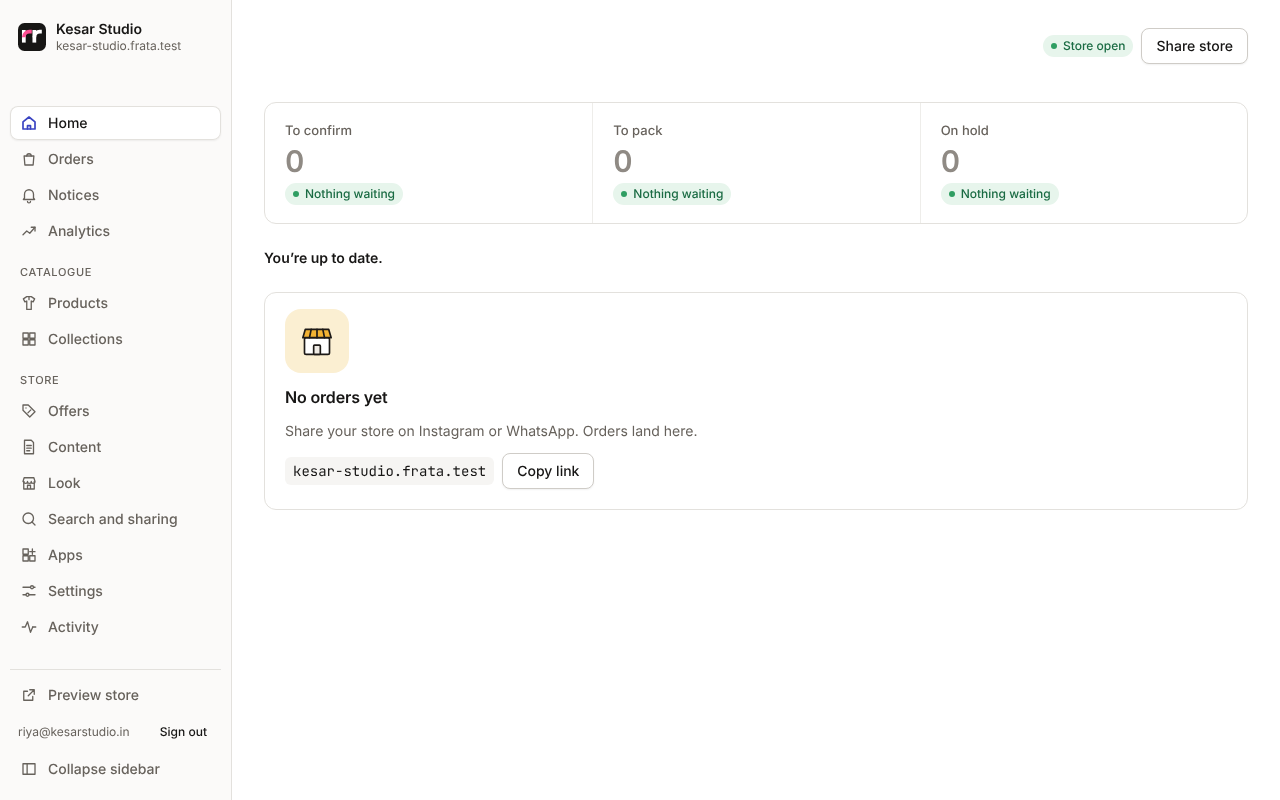 Kesar Studio
kesar-studio.frata.test
Home
Orders
Notices
Analytics
CATALOGUE
Products
Collections
STORE
Offers
Content
Look
Search and sharing
Apps
Settings
Activity
Preview store
riya@kesarstudio.in Sign out
Collapse sidebar
Store open Share store
To confirm
0
Nothing waiting
To pack
0
Nothing waiting
On hold
0
Nothing waiting
You’re up to date.
No orders yet
Share your store on Instagram or WhatsApp. Orders land here.
kesar-studio.frata.test Copy link